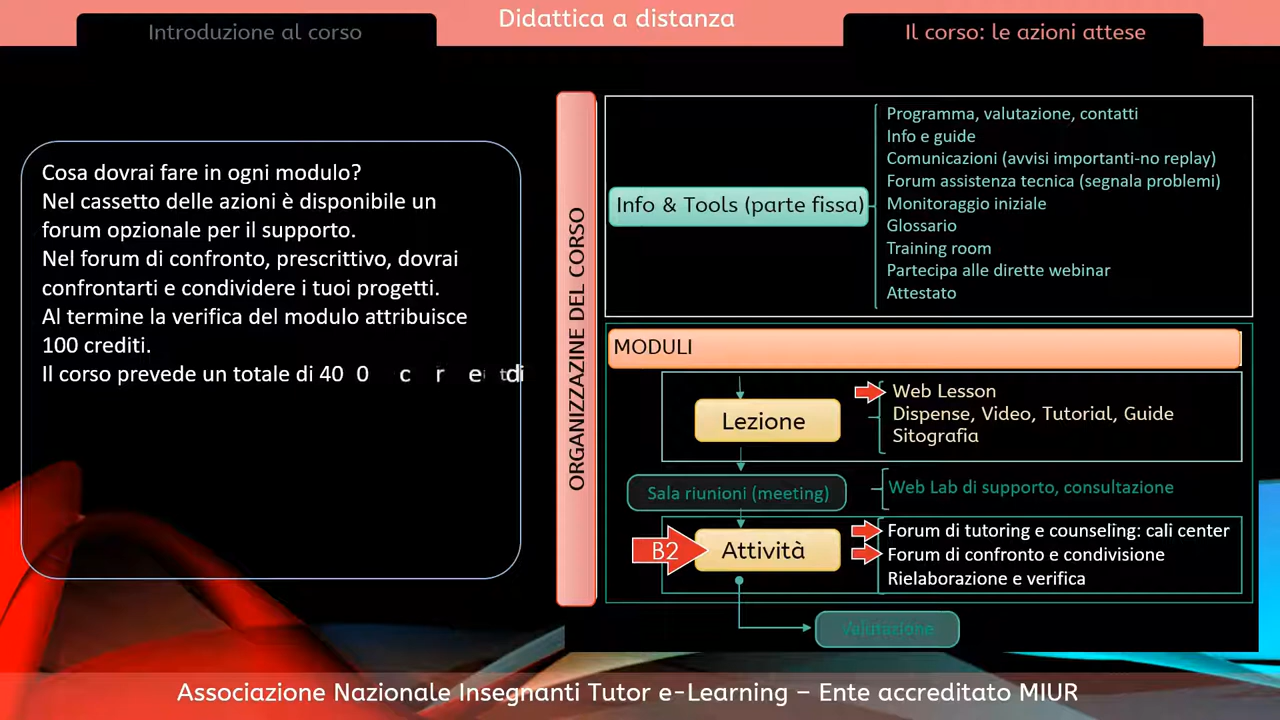 Didattica a distanza
Introduzione al corso
Il corso: le azioni attese
Cosa dovrai fare in ogni modulo?
Nel cassetto delle azioni è disponibile un
forum opzionale per il supporto.
Nel forum di confronto, prescrittivo, dovrai
confrontarti e condividere i tuoi progetti.
Al termine la verifica del modulo attribuisce
100 crediti.
Il corso prevede un totale di 400 crediti
ORGANIZZAZINE DEL CORSO
Info & Tools (parte fissa)
Programma, valutazione, contatti
Info e guide
Comunicazioni (avvisi importanti-no replay)
Forum assistenza tecnica (segnala problemi)
Monitoraggio iniziale
Glossario
Training room
Partecipa alle dirette webinar
Attestato
MODULI
Lezione
Web Lesson
Dispense, Video, Tutorial, Guide
Sitografia
Sala riunioni (meeting)
Web Lab di supporto, consultazione
B2
Attività
Forum di tutoring e counseling: cali center
Forum di confronto e condivisione
Rielaborazione e verifica
Valutazione
Associazione Nazionale Insegnanti Tutor e-Learning – Ente accreditato MIUR